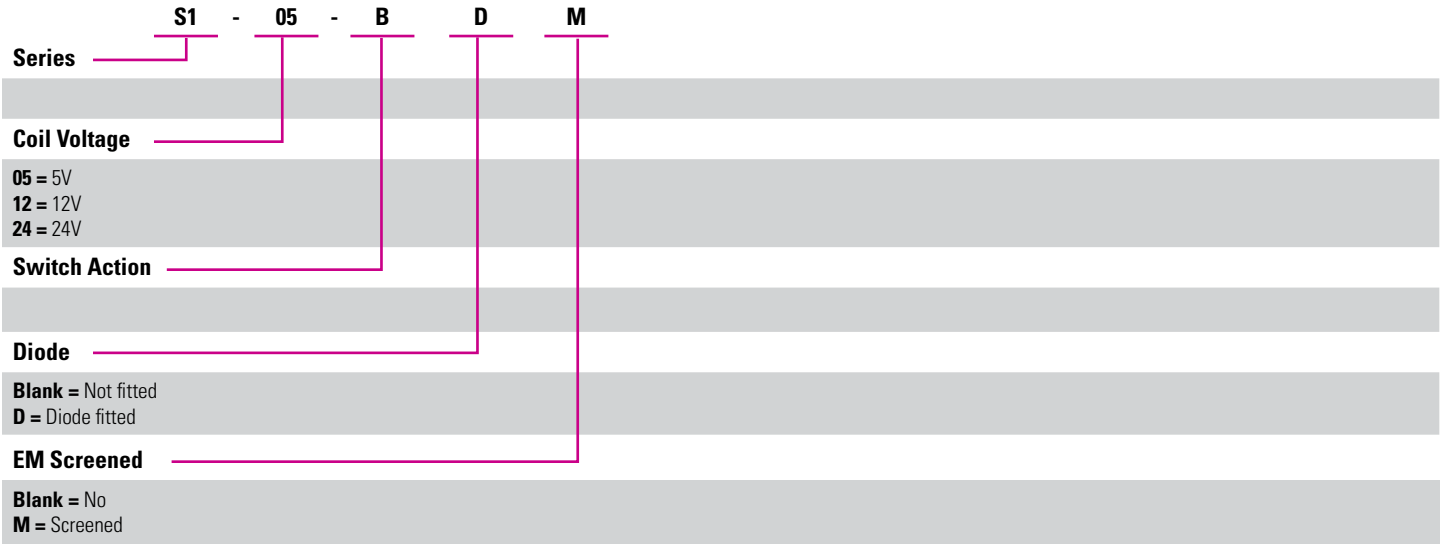 S1 - 05 - B D M
Series
Coil Voltage
05 = 5V
12 = 12V
24 = 24V
Switch Action
Diode
Blank = Not fitted
D = Diode fitted
EM Screened
Blank = No
M = Screened